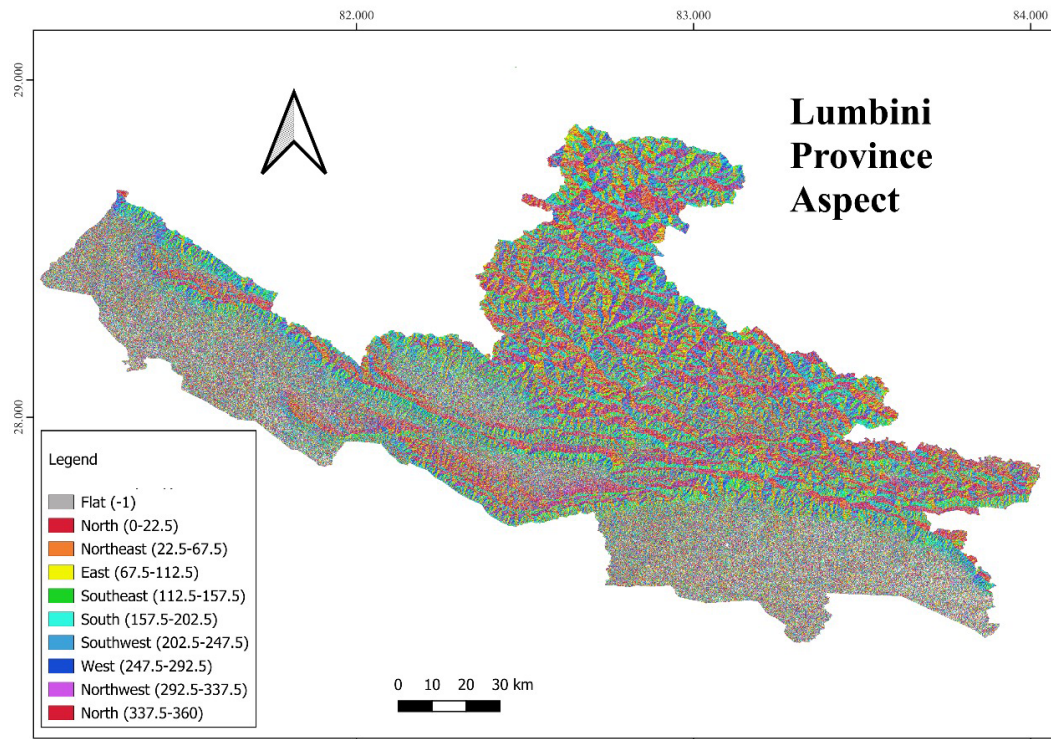 82.000
83.000
84.000
29.000
28.000
Lumbini
Province
Aspect
Legend
Flat (-1)
North (0-22.5)
Northeast (22.5-67.5)
East (67.5-112.5)
Southeast (112.5-157.5)
South (157.5-202.5)
Southwest (202.5-247.5)
West (247.5-292.5)
Northwest (292.5-337.5)
North (337.5-360)
0 10 20 30 km